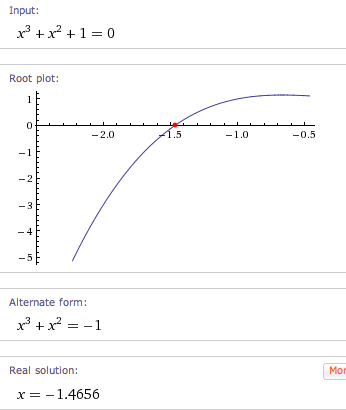 Input:
x³ + x² + 1 = 0
Root plot:
1
0
−2.0
−1.5
−1.0
−0.5
−1
−2
−3
−4
−5
Alternate form:
x³ + x² = −1
Real solution:
x = −1.4656